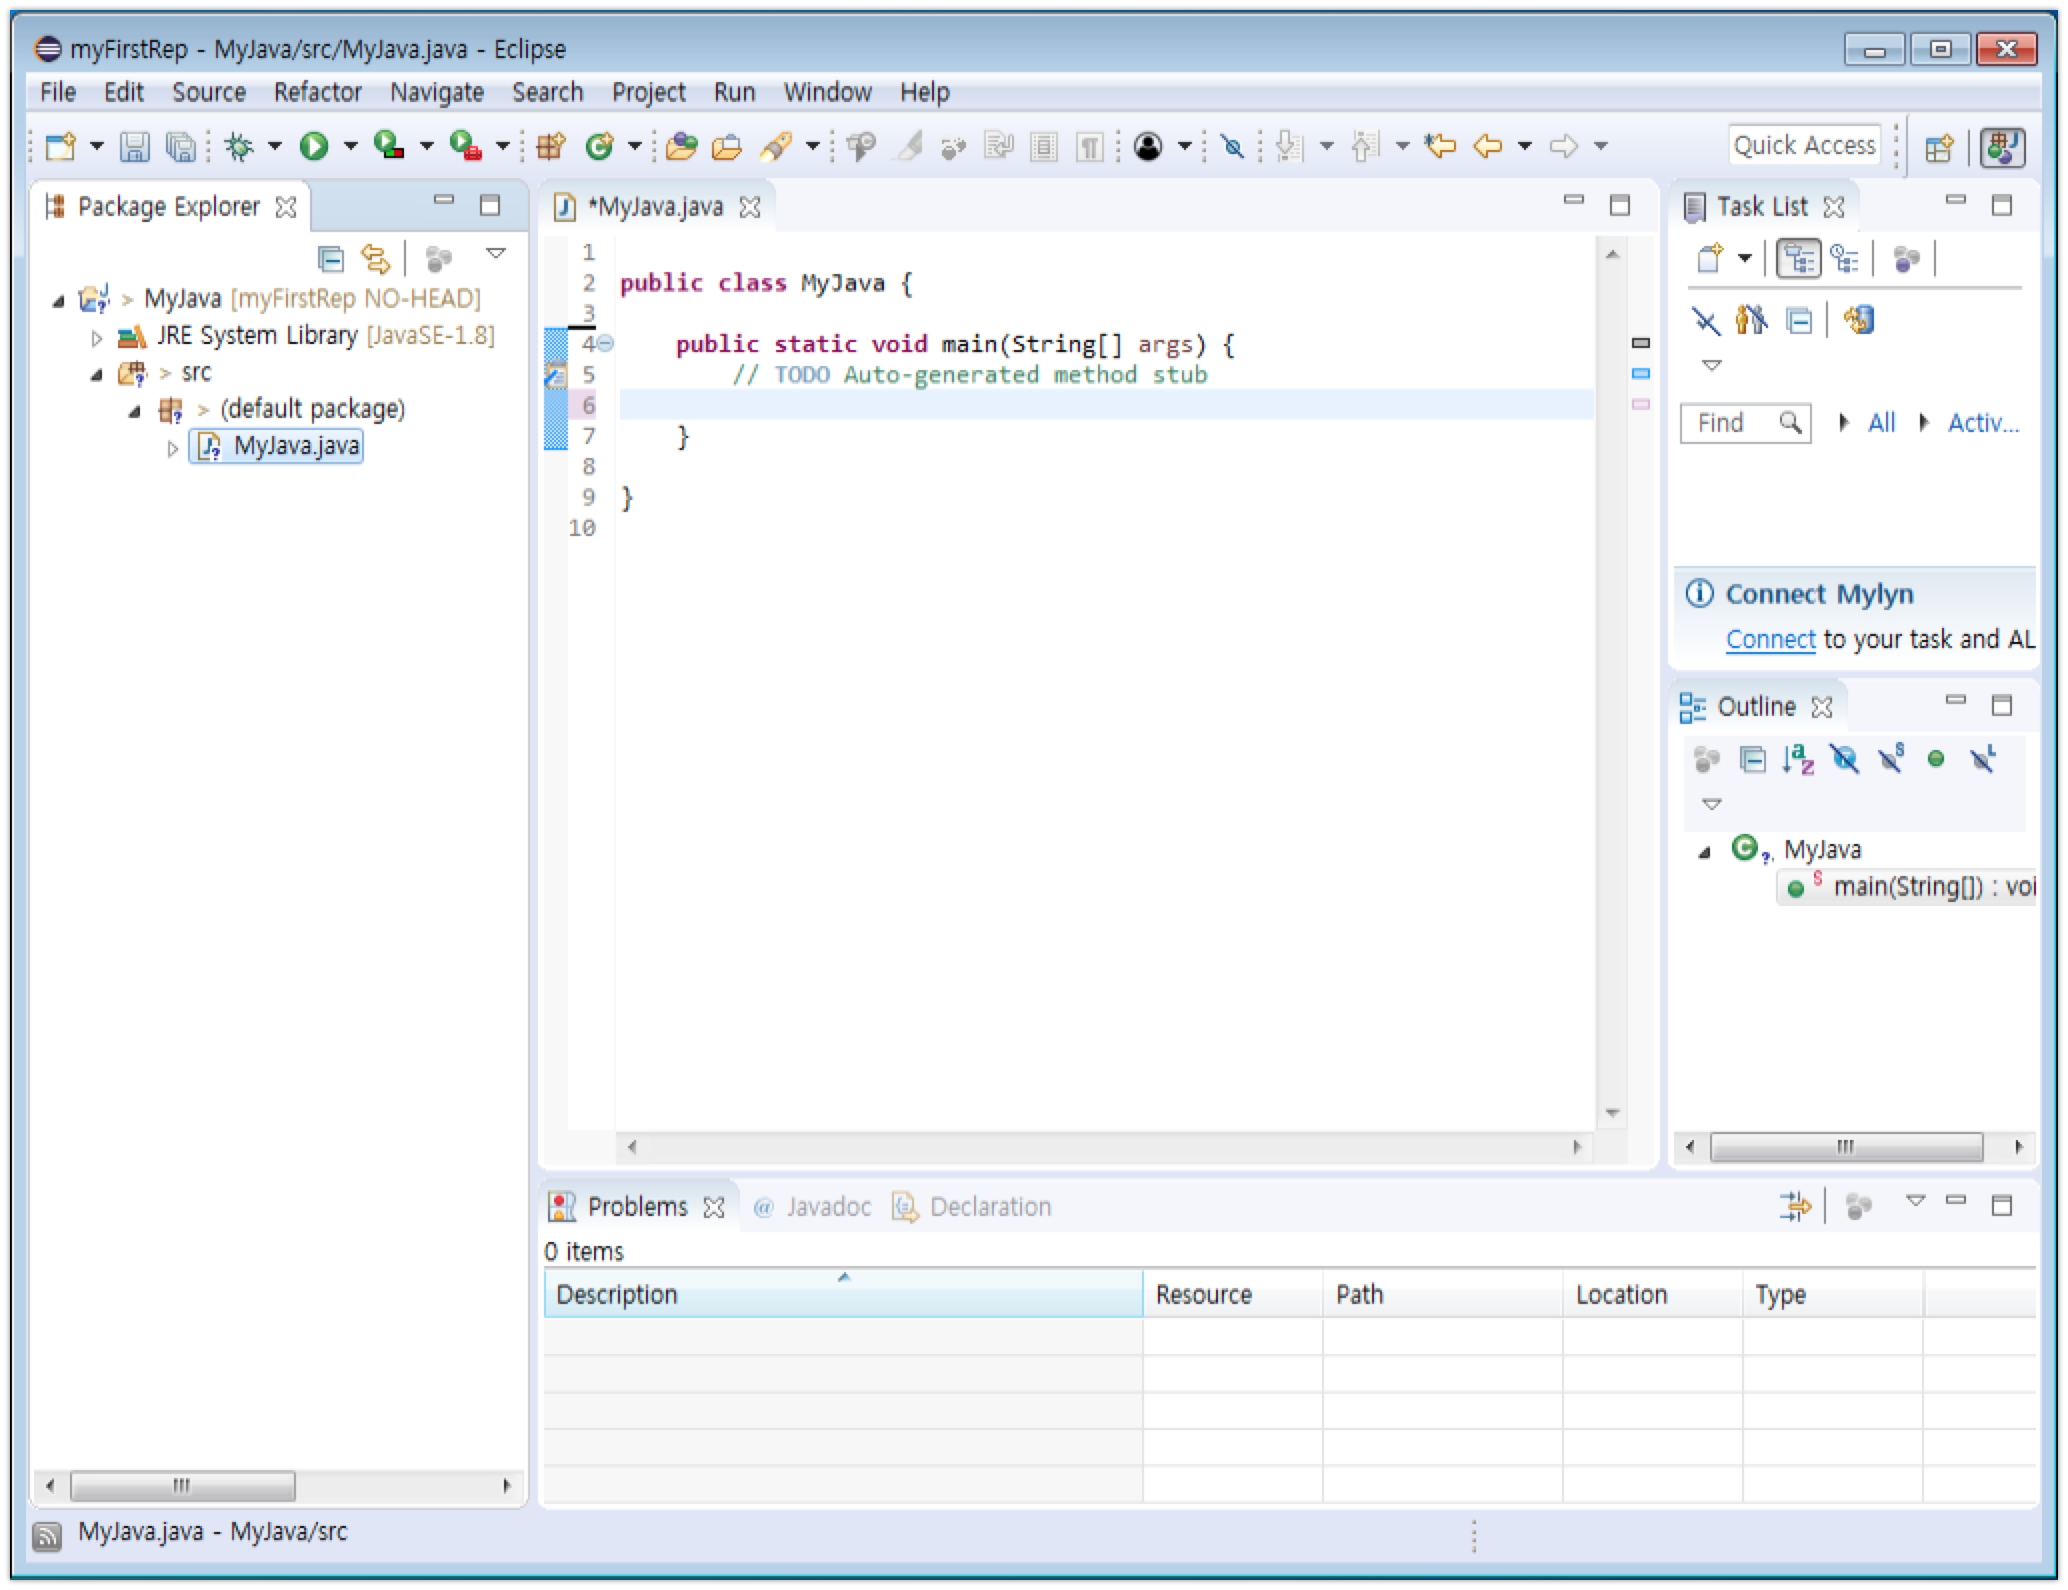 myFirstRep - MyJava/src/MyJava.java - Eclipse
File Edit Source Refactor Navigate Search Project Run Window Help
Quick Access
Package Explorer
MyJava [myFirstRep NO-HEAD]
JRE System Library [JavaSE-1.8]
> src
> (default package)
MyJava.java
*MyJava.java
1
2 public class MyJava {
3
4 public static void main(String[] args) {
5 // TODO Auto-generated method stub
6
7 }
8
9 }
10
Task List
Find All Activ...
Connect Mylyn
Connect to your task and AL
Outline
MyJava
main(String[]) : voi
Problems @ Javadoc Declaration
0 items
Description Resource Path Location Type
MyJava.java - MyJava/src